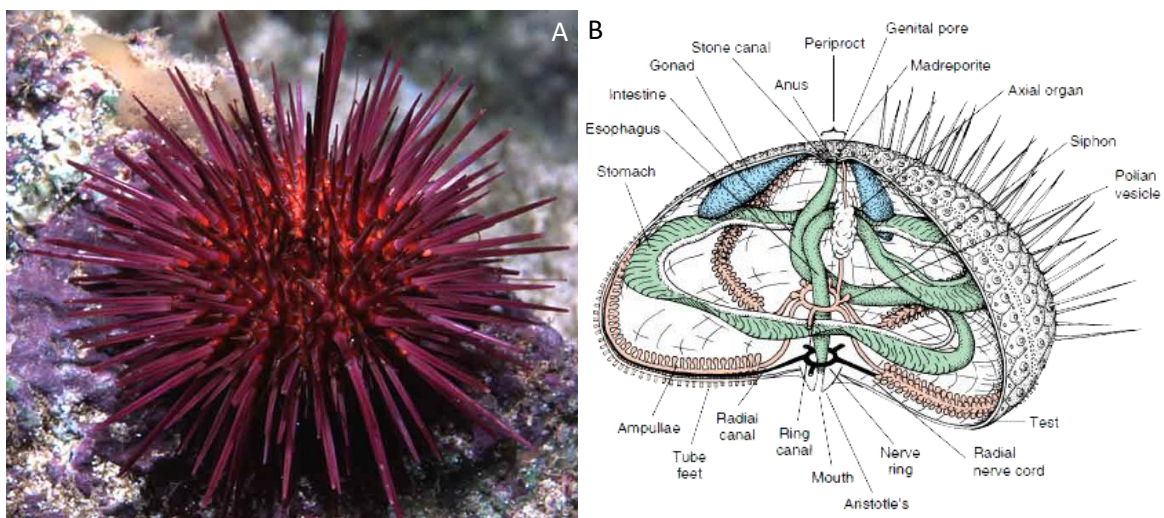 A
B
Genital pore
Periproct
Stone canal
Madreporite
Gonad
Anus
Axial organ
Intestine
Siphon
Esophagus
Polian
vesicle
Stomach
Ampullae
Tube
feet
Radial
canal
Ring
canal
Mouth
Aristotle's
Nerve
ring
Radial
nerve cord
Test